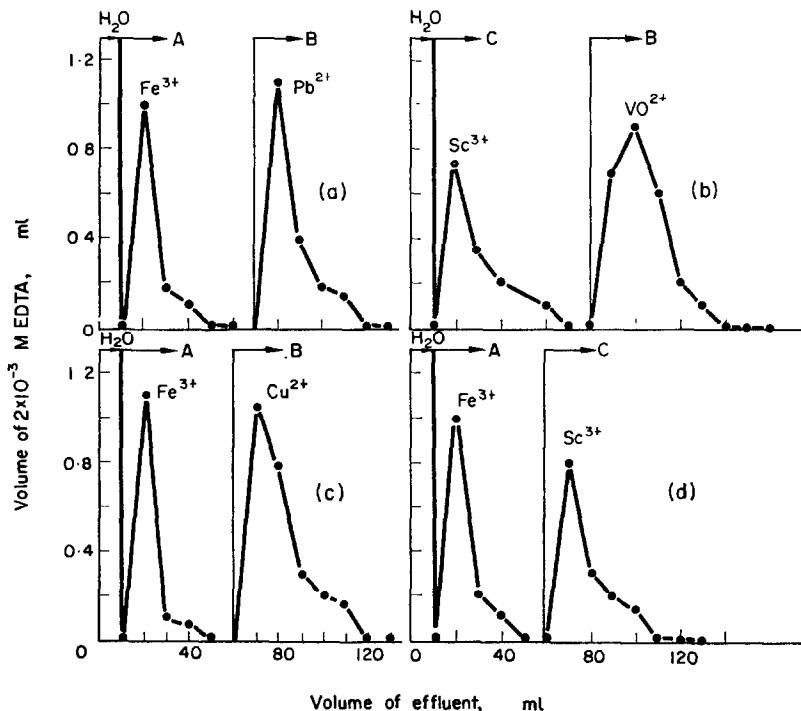 H₂O A B
Fe³⁺
Pb²⁺
(a)
H₂O C B
Sc³⁺
VO²⁺
(b)
1·2
0·8
0·4
0
H₂O A B
Fe³⁺
Cu²⁺
(c)
H₂O A C
Fe³⁺
Sc³⁺
(d)
1·2
0·8
0·4
0 40 80 120 0 40 80 120
Volume of 2×10⁻³ M EDTA, ml
Volume of effluent, ml